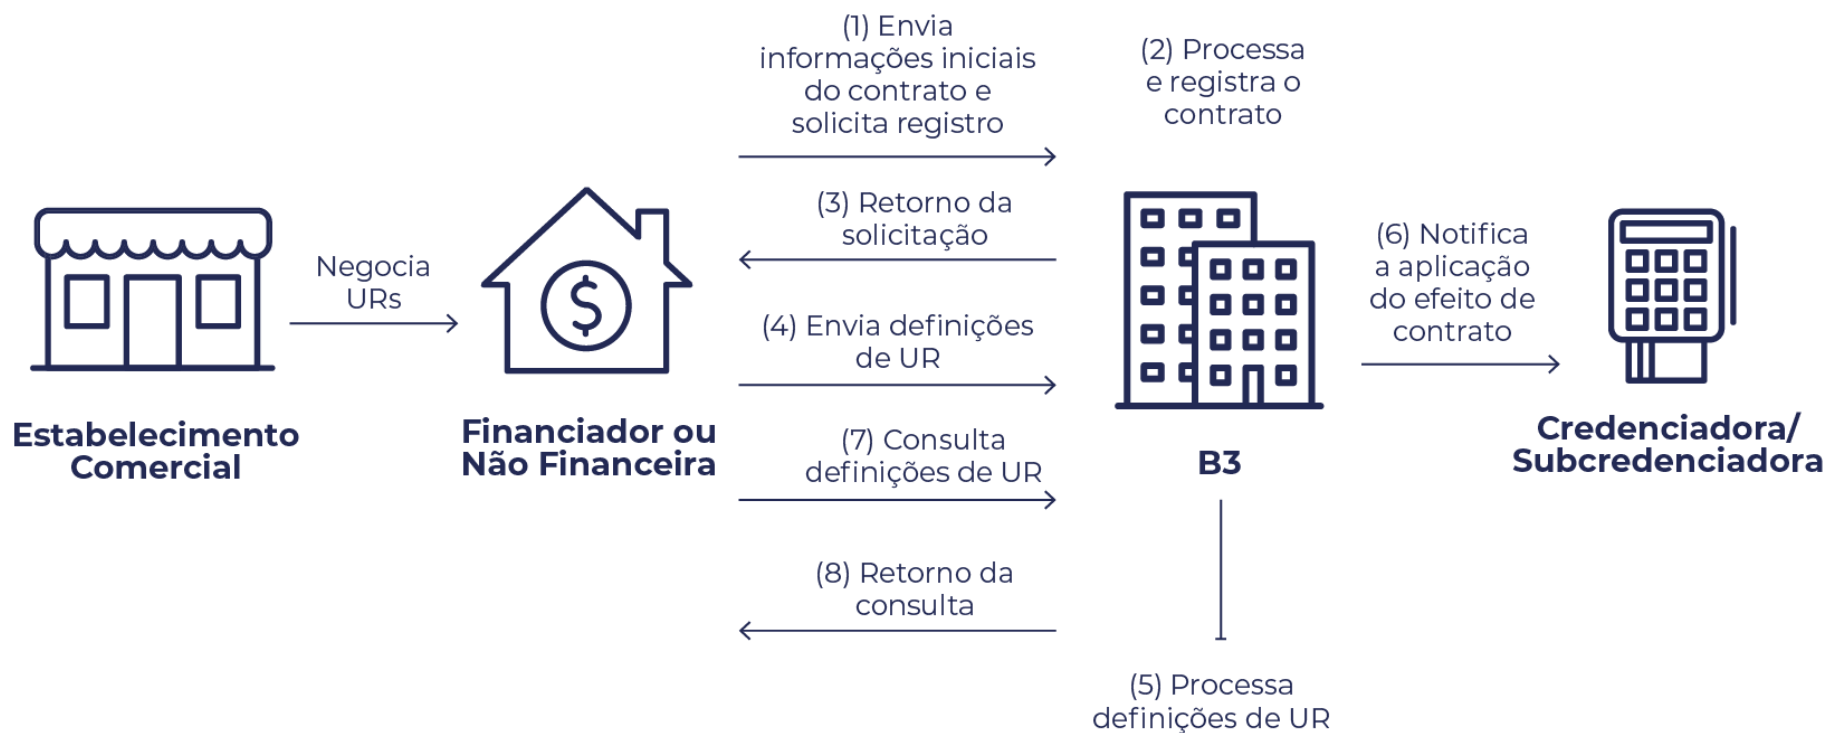 (1) Envia
informações iniciais
do contrato e
solicita registro
(2) Processa
e registra o
contrato
(3) Retorno da
solicitação
Negocia
URs
(4) Envia definições
de UR
(6) Notifica
a aplicação
do efeito de
contrato
Estabelecimento
Comercial
Financiador ou
Não Financeira
(7) Consulta
definições de UR
B3
Credenciadora/
Subcredenciadora
(8) Retorno da
consulta
(5) Processa
definições de UR